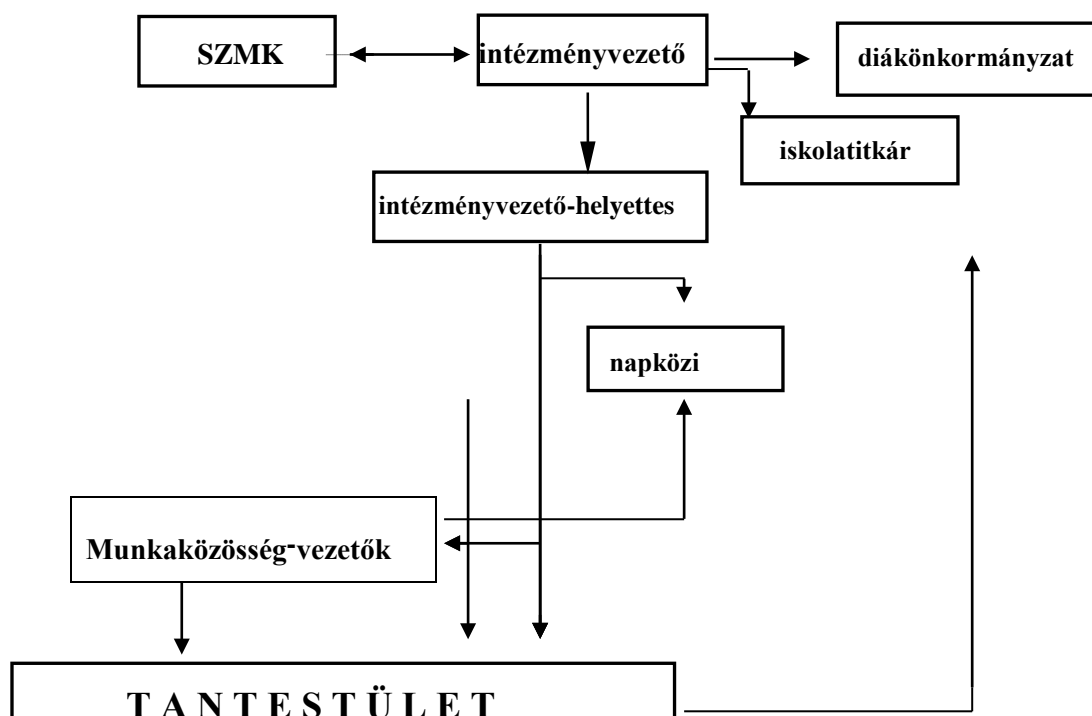 SZMK
intézményvezető
diákönkormányzat
iskolatitkár
intézményvezető-helyettes
napközi
Munkaközösség-vezetők
T A N T E S T Ü L E T